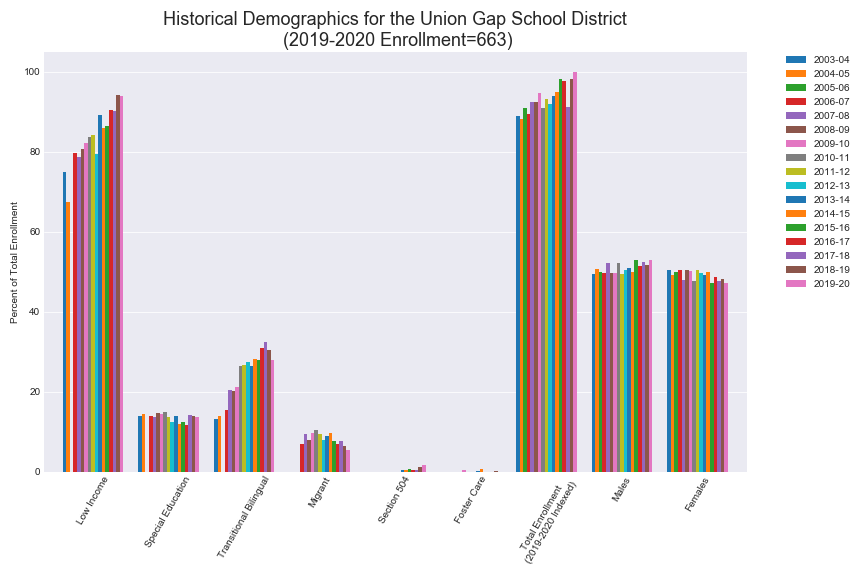 Historical Demographics for the Union Gap School District
(2019-2020 Enrollment=663)
Percent of Total Enrollment
100
80
60
40
20
0
Low Income
Special Education
Transitional Bilingual
Migrant
Section 504
Foster Care
Total Enrollment
(2019-2020 Indexed)
Males
Females
2003-04
2004-05
2005-06
2006-07
2007-08
2008-09
2009-10
2010-11
2011-12
2012-13
2013-14
2014-15
2015-16
2016-17
2017-18
2018-19
2019-20